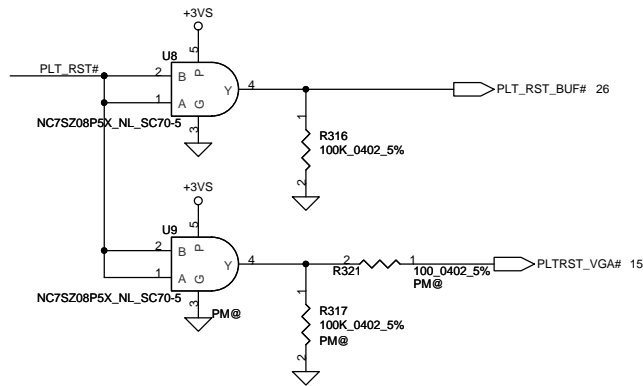 +3VS
5
U8
PLT_RST#
2
B
P
Y
4
PLT_RST_BUF# 26
1
A
G
NC7SZ08P5X_NL_SC70-5
3
1
R316
100K_0402_5%
2
+3VS
5
U9
2
B
P
Y
4
2
1
PLTRST_VGA# 15
1
A
G
R321
100_0402_5%
PM@
NC7SZ08P5X_NL_SC70-5
3
PM@
1
R317
100K_0402_5%
PM@
2